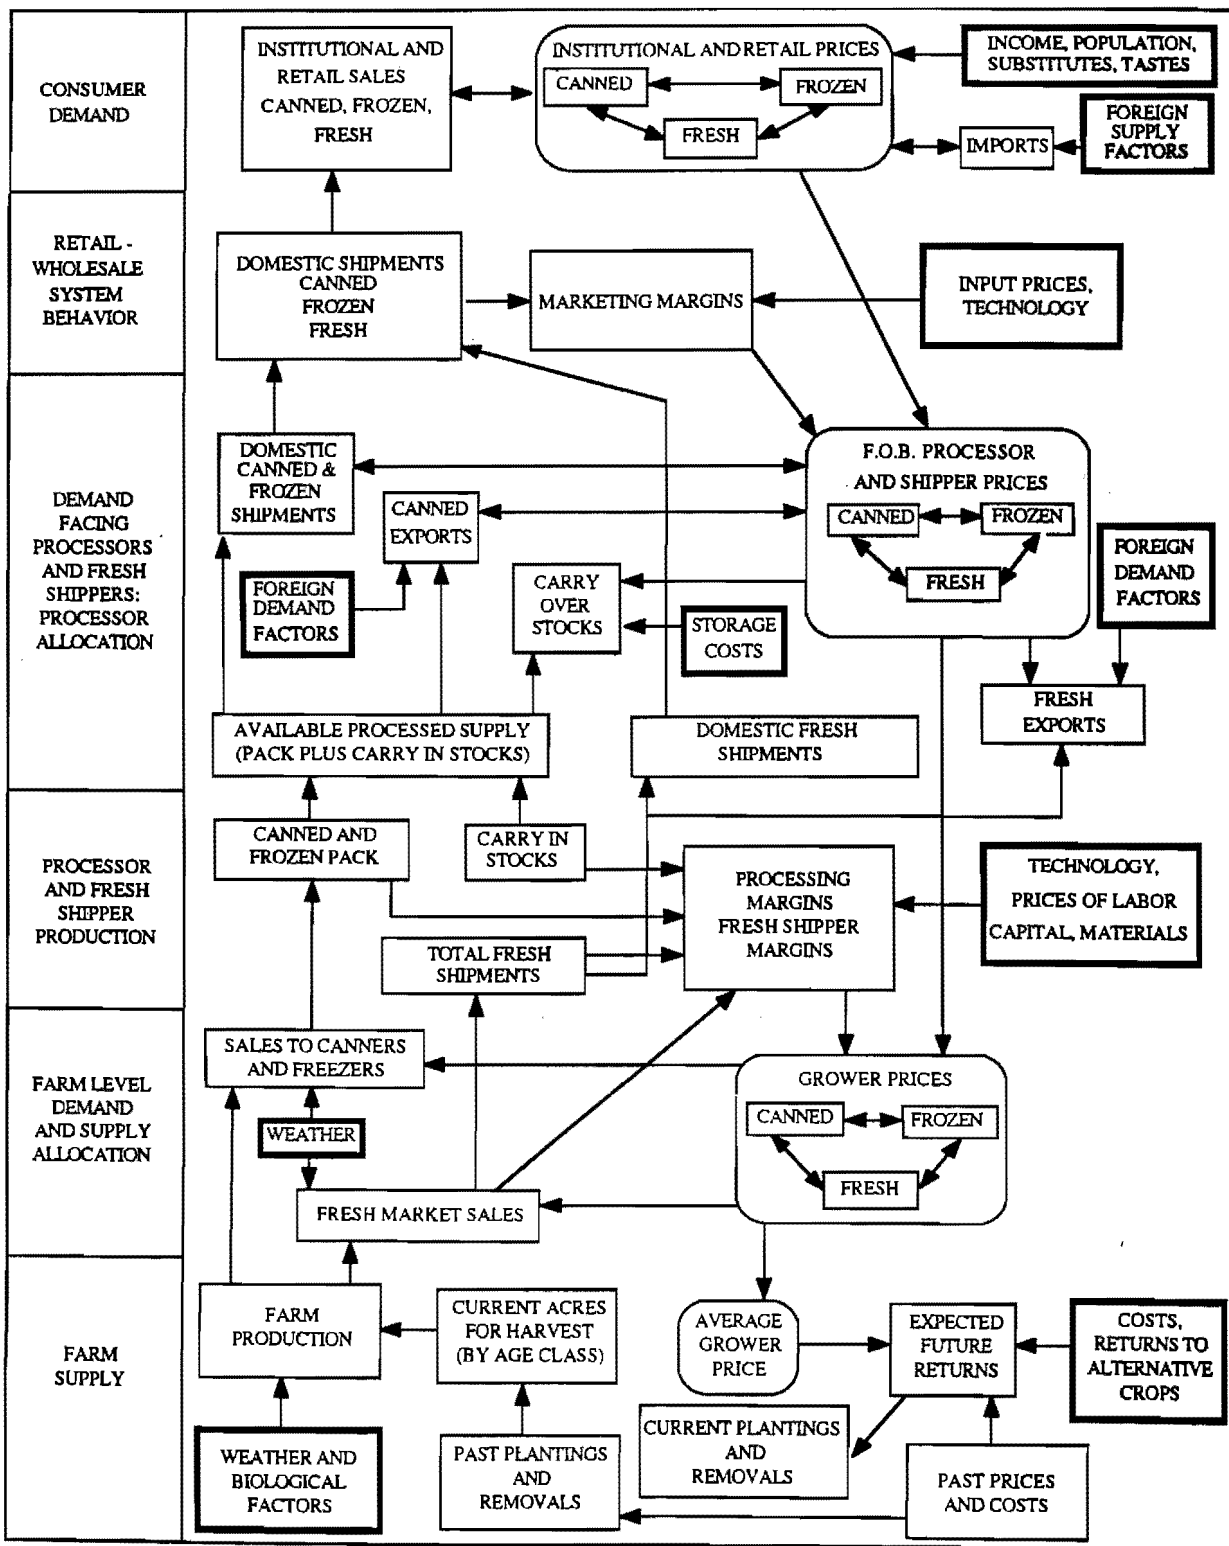 CONSUMER
DEMAND
INSTITUTIONAL AND
RETAIL SALES
CANNED, FROZEN,
FRESH
INSTITUTIONAL AND RETAIL PRICES
CANNED
FROZEN
FRESH
INCOME, POPULATION,
SUBSTITUTES, TASTES
IMPORTS
FOREIGN
SUPPLY
FACTORS
RETAIL -
WHOLESALE
SYSTEM
BEHAVIOR
DOMESTIC SHIPMENTS
CANNED
FROZEN
FRESH
MARKETING MARGINS
INPUT PRICES,
TECHNOLOGY
DEMAND
FACING
PROCESSORS
AND FRESH
SHIPPERS:
PROCESSOR
ALLOCATION
DOMESTIC
CANNED &
FROZEN
SHIPMENTS
CANNED
EXPORTS
FOREIGN
DEMAND
FACTORS
CARRY
OVER
STOCKS
STORAGE
COSTS
F.O.B. PROCESSOR
AND SHIPPER PRICES
CANNED
FROZEN
FRESH
FOREIGN
DEMAND
FACTORS
FRESH
EXPORTS
AVAILABLE PROCESSED SUPPLY
(PACK PLUS CARRY IN STOCKS)
DOMESTIC FRESH
SHIPMENTS
PROCESSOR
AND FRESH
SHIPPER
PRODUCTION
CANNED AND
FROZEN PACK
CARRY IN
STOCKS
TOTAL FRESH
SHIPMENTS
PROCESSING
MARGINS
FRESH SHIPPER
MARGINS
TECHNOLOGY,
PRICES OF LABOR
CAPITAL, MATERIALS
FARM LEVEL
DEMAND
AND SUPPLY
ALLOCATION
SALES TO CANNERS
AND FREEZERS
WEATHER
FRESH MARKET SALES
GROWER PRICES
CANNED
FROZEN
FRESH
FARM
SUPPLY
FARM
PRODUCTION
CURRENT ACRES
FOR HARVEST
(BY AGE CLASS)
AVERAGE
GROWER
PRICE
EXPECTED
FUTURE
RETURNS
COSTS,
RETURNS TO
ALTERNATIVE
CROPS
WEATHER AND
BIOLOGICAL
FACTORS
PAST PLANTINGS
AND
REMOVALS
CURRENT PLANTINGS
AND
REMOVALS
PAST PRICES
AND COSTS